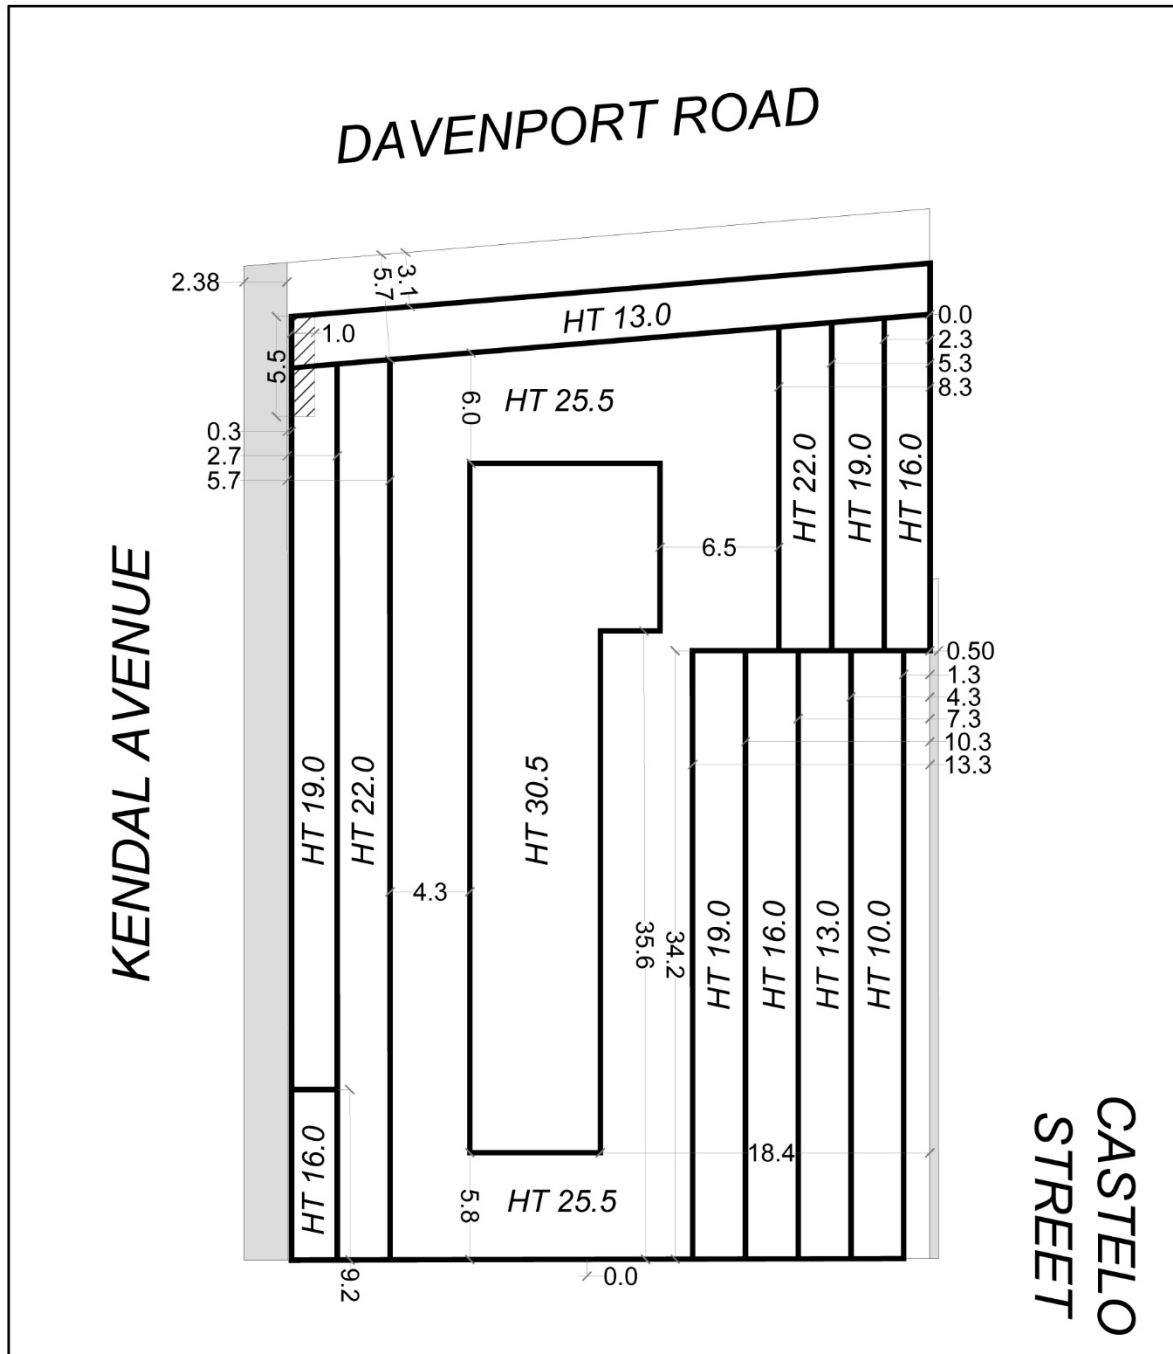 DAVENPORT ROAD
2.38
5.7
3.1
HT 13.0
0.0
1.0
2.3
5.5
5.3
8.3
6.0
HT 25.5
0.3
2.7
5.7
HT 22.0
HT 19.0
HT 16.0
6.5
KENDAL AVENUE
0.50
1.3
4.3
7.3
10.3
13.3
HT 19.0
HT 22.0
HT 30.5
4.3
35.6
34.2
HT 19.0
HT 16.0
HT 13.0
HT 10.0
HT 16.0
18.4
5.8
HT 25.5
9.2
0.0
CASTELO
STREET